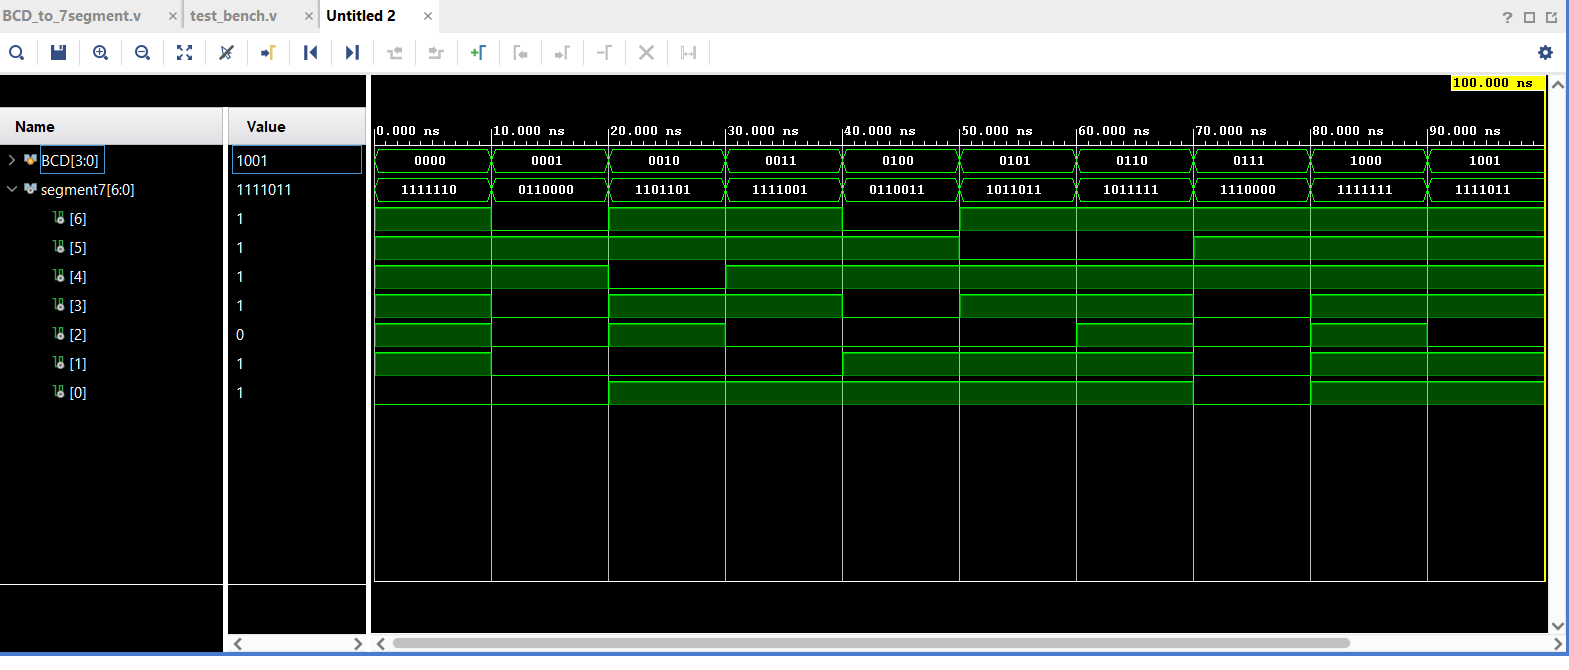 BCD_to_7segment.v × test_bench.v × Untitled 2 ×
100.000 ns
Name Value
0.000 ns 10.000 ns 20.000 ns 30.000 ns 40.000 ns 50.000 ns 60.000 ns 70.000 ns 80.000 ns 90.000 ns
BCD[3:0] 1001 0000 0001 0010 0011 0100 0101 0110 0111 1000 1001
segment7[6:0] 1111011 1111110 0110000 1101101 1111001 0110011 1011011 1011111 1110000 1111111 1111011
[6] 1
[5] 1
[4] 1
[3] 1
[2] 0
[1] 1
[0] 1